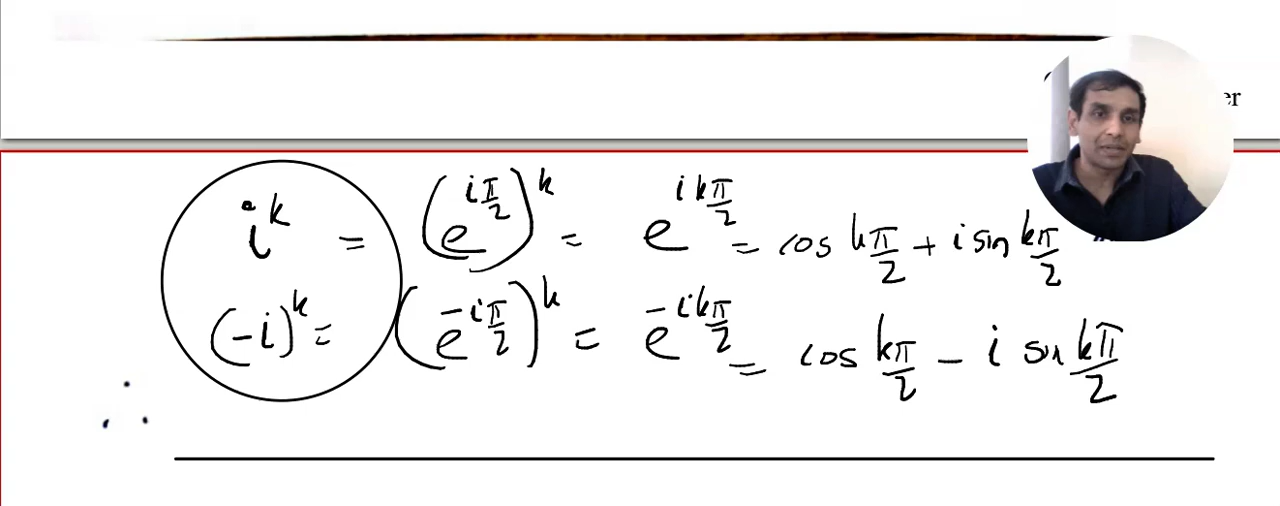 er
i^k = (e^{iπ/2})^k = e^{ikπ/2} = cos kπ/2 + i sin kπ/2
(-i)^k = (e^{-iπ/2})^k = e^{-ikπ/2} = cos kπ/2 - i sin kπ/2
∴